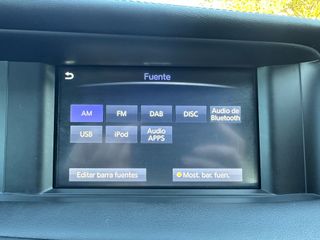 Fuente
AM FM DAB DISC Audio de Bluetooth
USB iPod Audio APPS
Editar barra fuentes Most. bar. fuen.